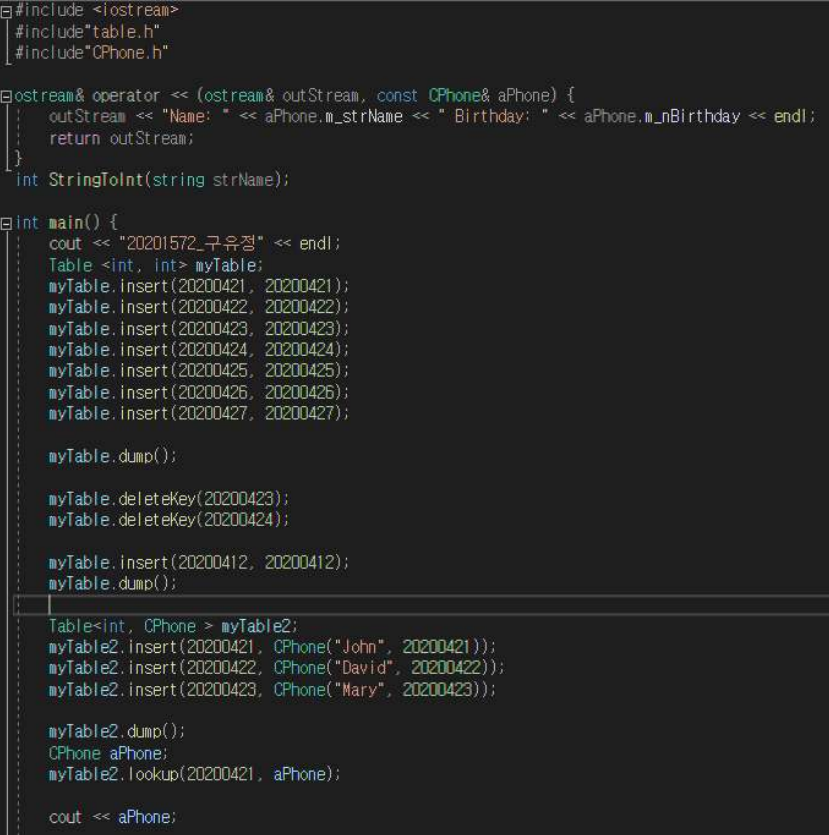 #include <iostream>
#include"table.h"
#include"CPhone.h"
ostream& operator << (ostream& outStream, const CPhone& aPhone) {
outStream << "Name: " << aPhone.m_strName << " Birthday: " << aPhone.m_nBirthday << endl;
return outStream;
}
int StringToInt(string strName);
int main() {
cout << "20201572_구유정" << endl;
Table <int, int> myTable;
myTable.insert(20200421, 20200421);
myTable.insert(20200422, 20200422);
myTable.insert(20200423, 20200423);
myTable.insert(20200424, 20200424);
myTable.insert(20200425, 20200425);
myTable.insert(20200426, 20200426);
myTable.insert(20200427, 20200427);
myTable.dump();
myTable.deleteKey(20200423);
myTable.deleteKey(20200424);
myTable.insert(20200412, 20200412);
myTable.dump();
Table<int, CPhone > myTable2;
myTable2.insert(20200421, CPhone("John", 20200421));
myTable2.insert(20200422, CPhone("David", 20200422));
myTable2.insert(20200423, CPhone("Mary", 20200423));
myTable2.dump();
CPhone aPhone;
myTable2.lookup(20200421, aPhone);
cout << aPhone;